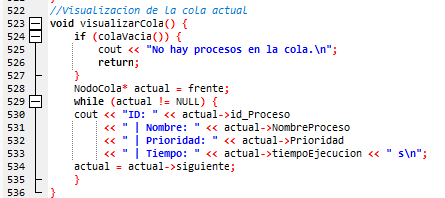 522 //Visualizacion de la cola actual
523 void visualizarCola() {
524 if (colaVacia()) {
525 cout << "No hay procesos en la cola.\n";
526 return;
527 }
528 NodoCola* actual = frente;
529 while (actual != NULL) {
530 cout << "ID: " << actual->id_Proceso
531 << " | Nombre: " << actual->NombreProceso
532 << " | Prioridad: " << actual->Prioridad
533 << " | Tiempo: " << actual->tiempoEjecucion << " s\n";
534 actual = actual->siguiente;
535 }
536 }